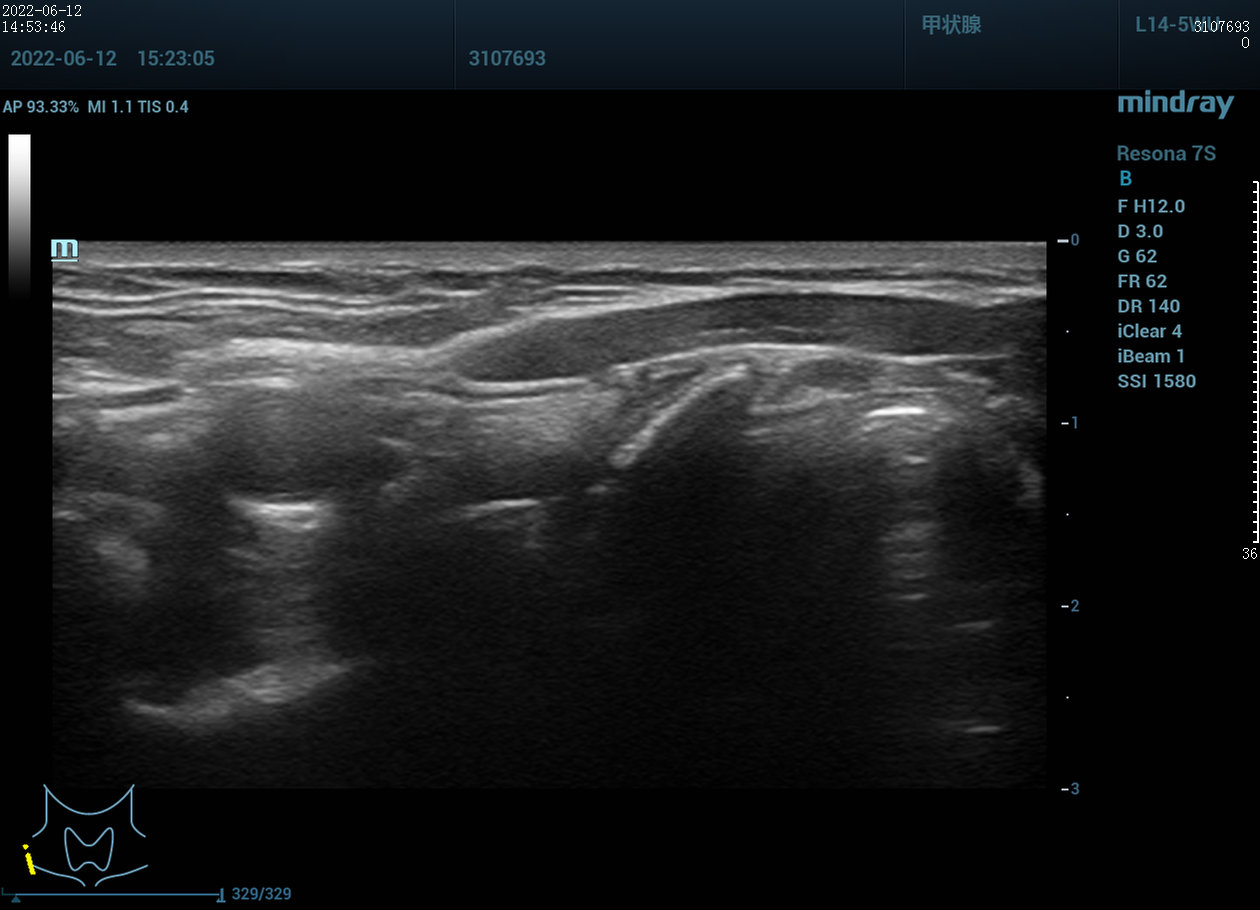 2022-06-12
14:53:46
甲状腺
3107693
0
2022-06-12 15:23:05
3107693
AP 93.33% MI 1.1 TIS 0.4
mindray
Resona 7S
B
F H12.0
D 3.0
G 62
FR 62
DR 140
iClear 4
iBeam 1
SSI 1580
m
0
1
2
3
36
329/329